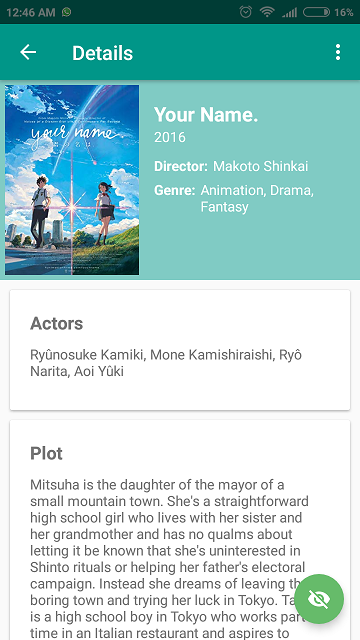 12:46 AM
16%
Details
your name.
Your Name.
2016
Director: Makoto Shinkai
Genre: Animation, Drama,
Fantasy
Actors
Ryûnosuke Kamiki, Mone Kamishiraishi, Ryô
Narita, Aoi Yûki
Plot
Mitsuha is the daughter of the mayor of a
small mountain town. She's a straightforward
high school girl who lives with her sister and
her grandmother and has no qualms about
letting it be known that she's uninterested in
Shinto rituals or helping her father's electoral
campaign. Instead she dreams of leaving the
boring town and trying her luck in Tokyo. Ta
is a high school boy in Tokyo who works part
time in an Italian restaurant and aspires to